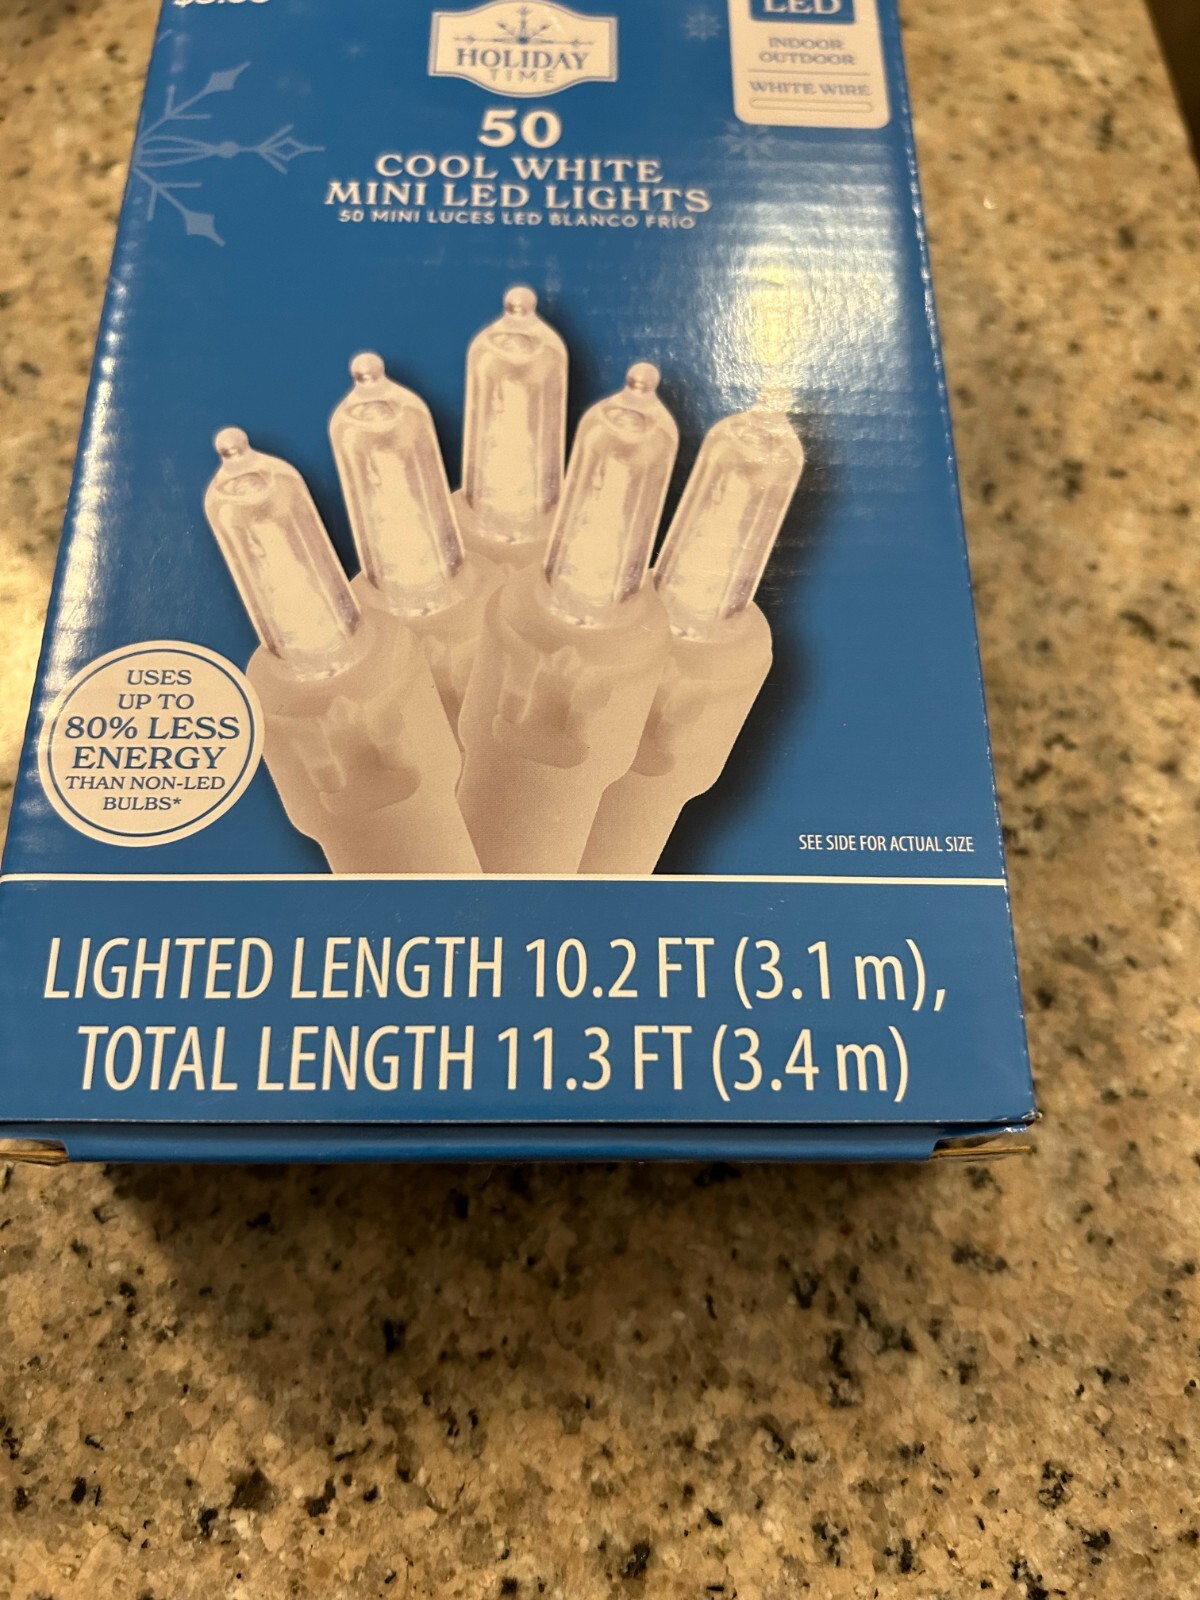 HOLIDAY
TIME
LED
INDOOR
OUTDOOR
WHITE WIRE
50
COOL WHITE
MINI LED LIGHTS
50 MINI LUCES LED BLANCO FRÍO
USES
UP TO
80% LESS
ENERGY
THAN NON-LED
BULBS*
SEE SIDE FOR ACTUAL SIZE
LIGHTED LENGTH 10.2 FT (3.1 m),
TOTAL LENGTH 11.3 FT (3.4 m)